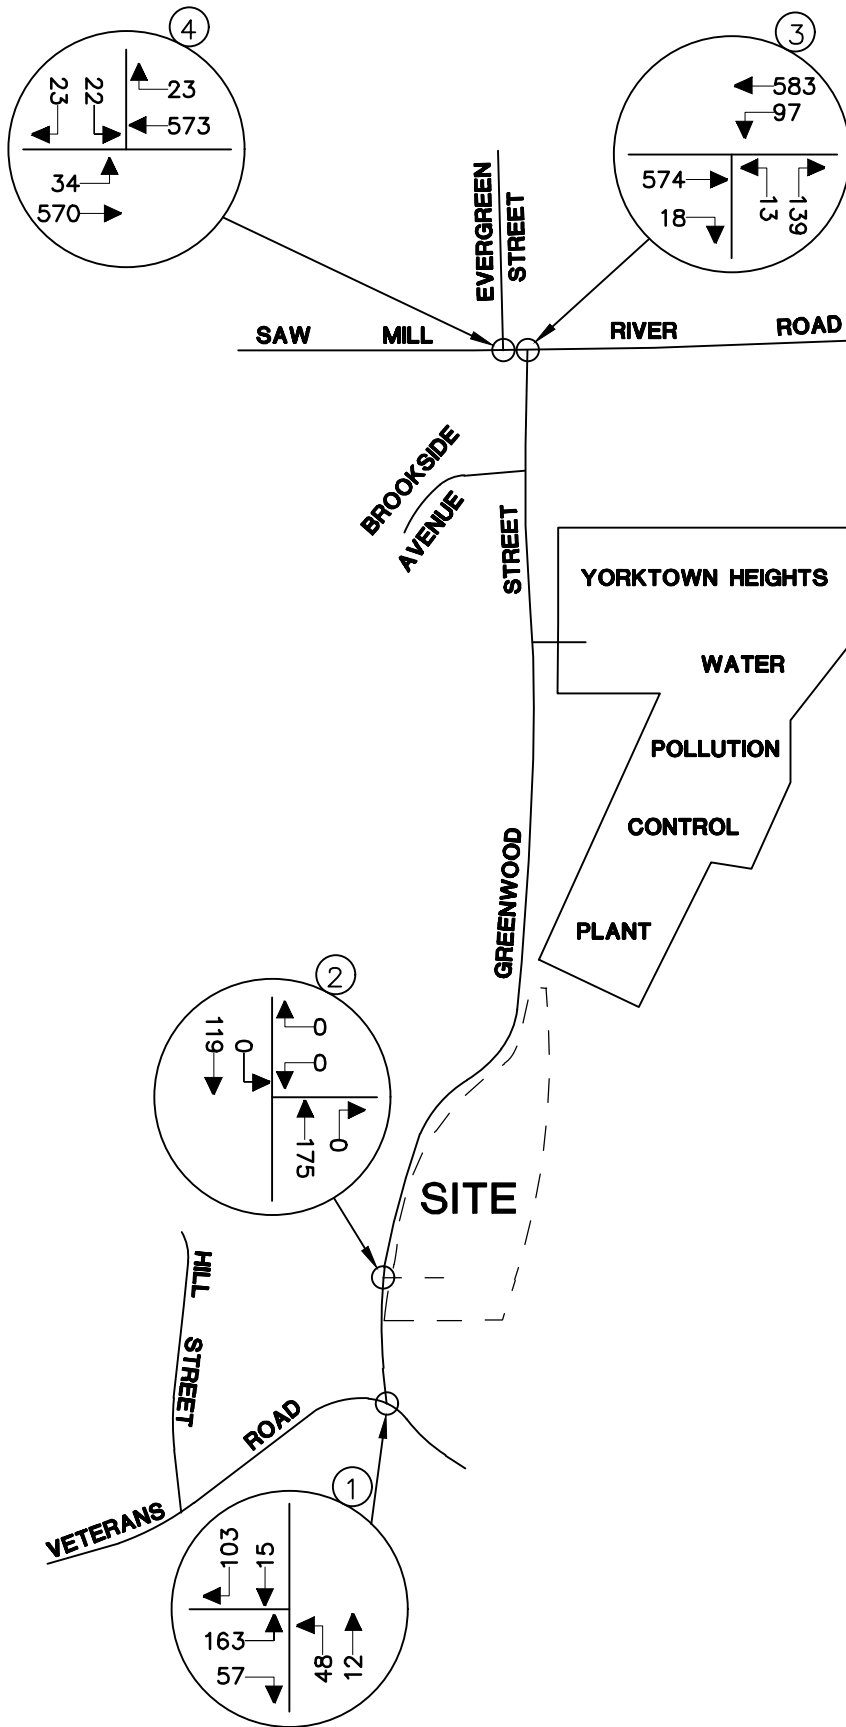 4
23
22
23
573
34
570
3
583
97
574
18
13
139
EVERGREEN
STREET
SAW MILL RIVER ROAD
BROOKSIDE
AVENUE
GREENWOOD STREET
YORKTOWN HEIGHTS
WATER
POLLUTION
CONTROL
PLANT
2
119
0
0
0
175
0
SITE
HILL STREET
VETERANS ROAD
1
103
15
163
57
48
12